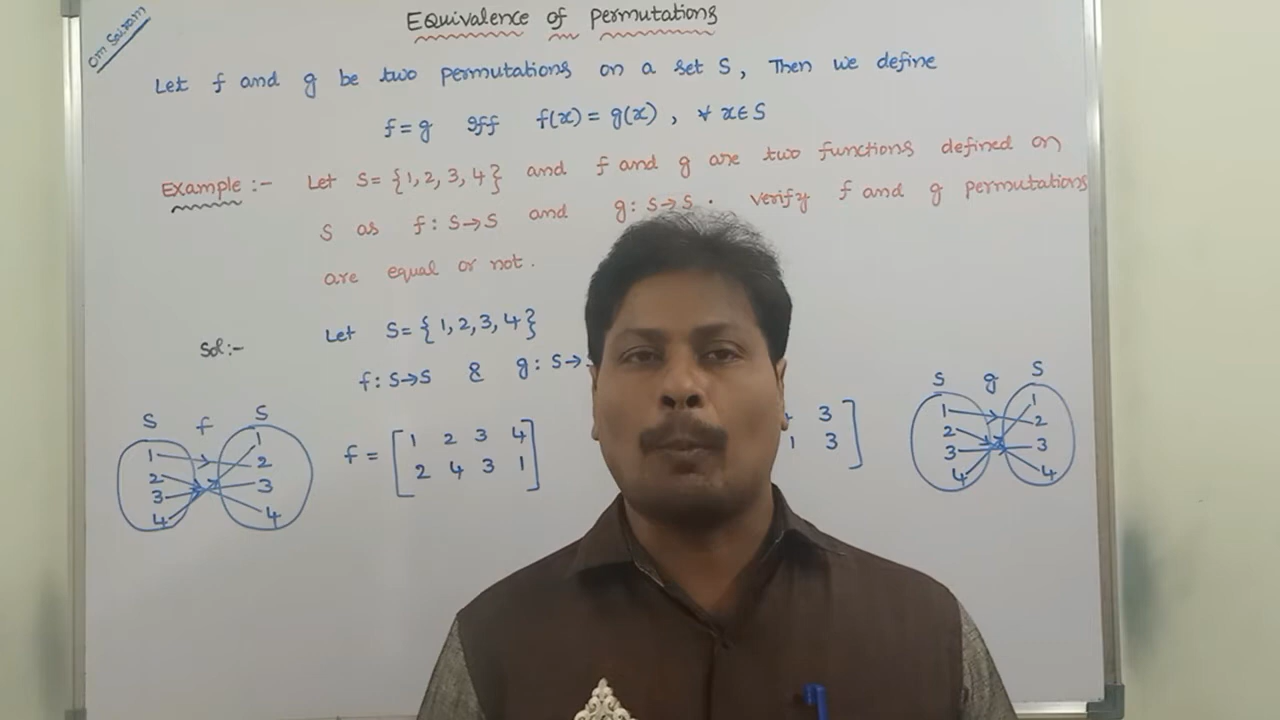 Om Sairam
Equivalence of Permutations
Let f and g be two permutations on a set S, Then we define
f = g iff f(x) = g(x), ∀ x∈S
Example :- Let S = {1, 2, 3, 4} and f and g are two functions defined on
S as f: S→S and g: S→S. verify f and g permutations
are equal or not.
Sol:- Let S = {1, 2, 3, 4}
f: S→S & g: S→
S f S
1 2 3 4
1 2 3 4
f = [ 1 2 3 4
2 4 3 1 ]
3 ]
1 3
S g S
1 2 3 4
1 2 3 4